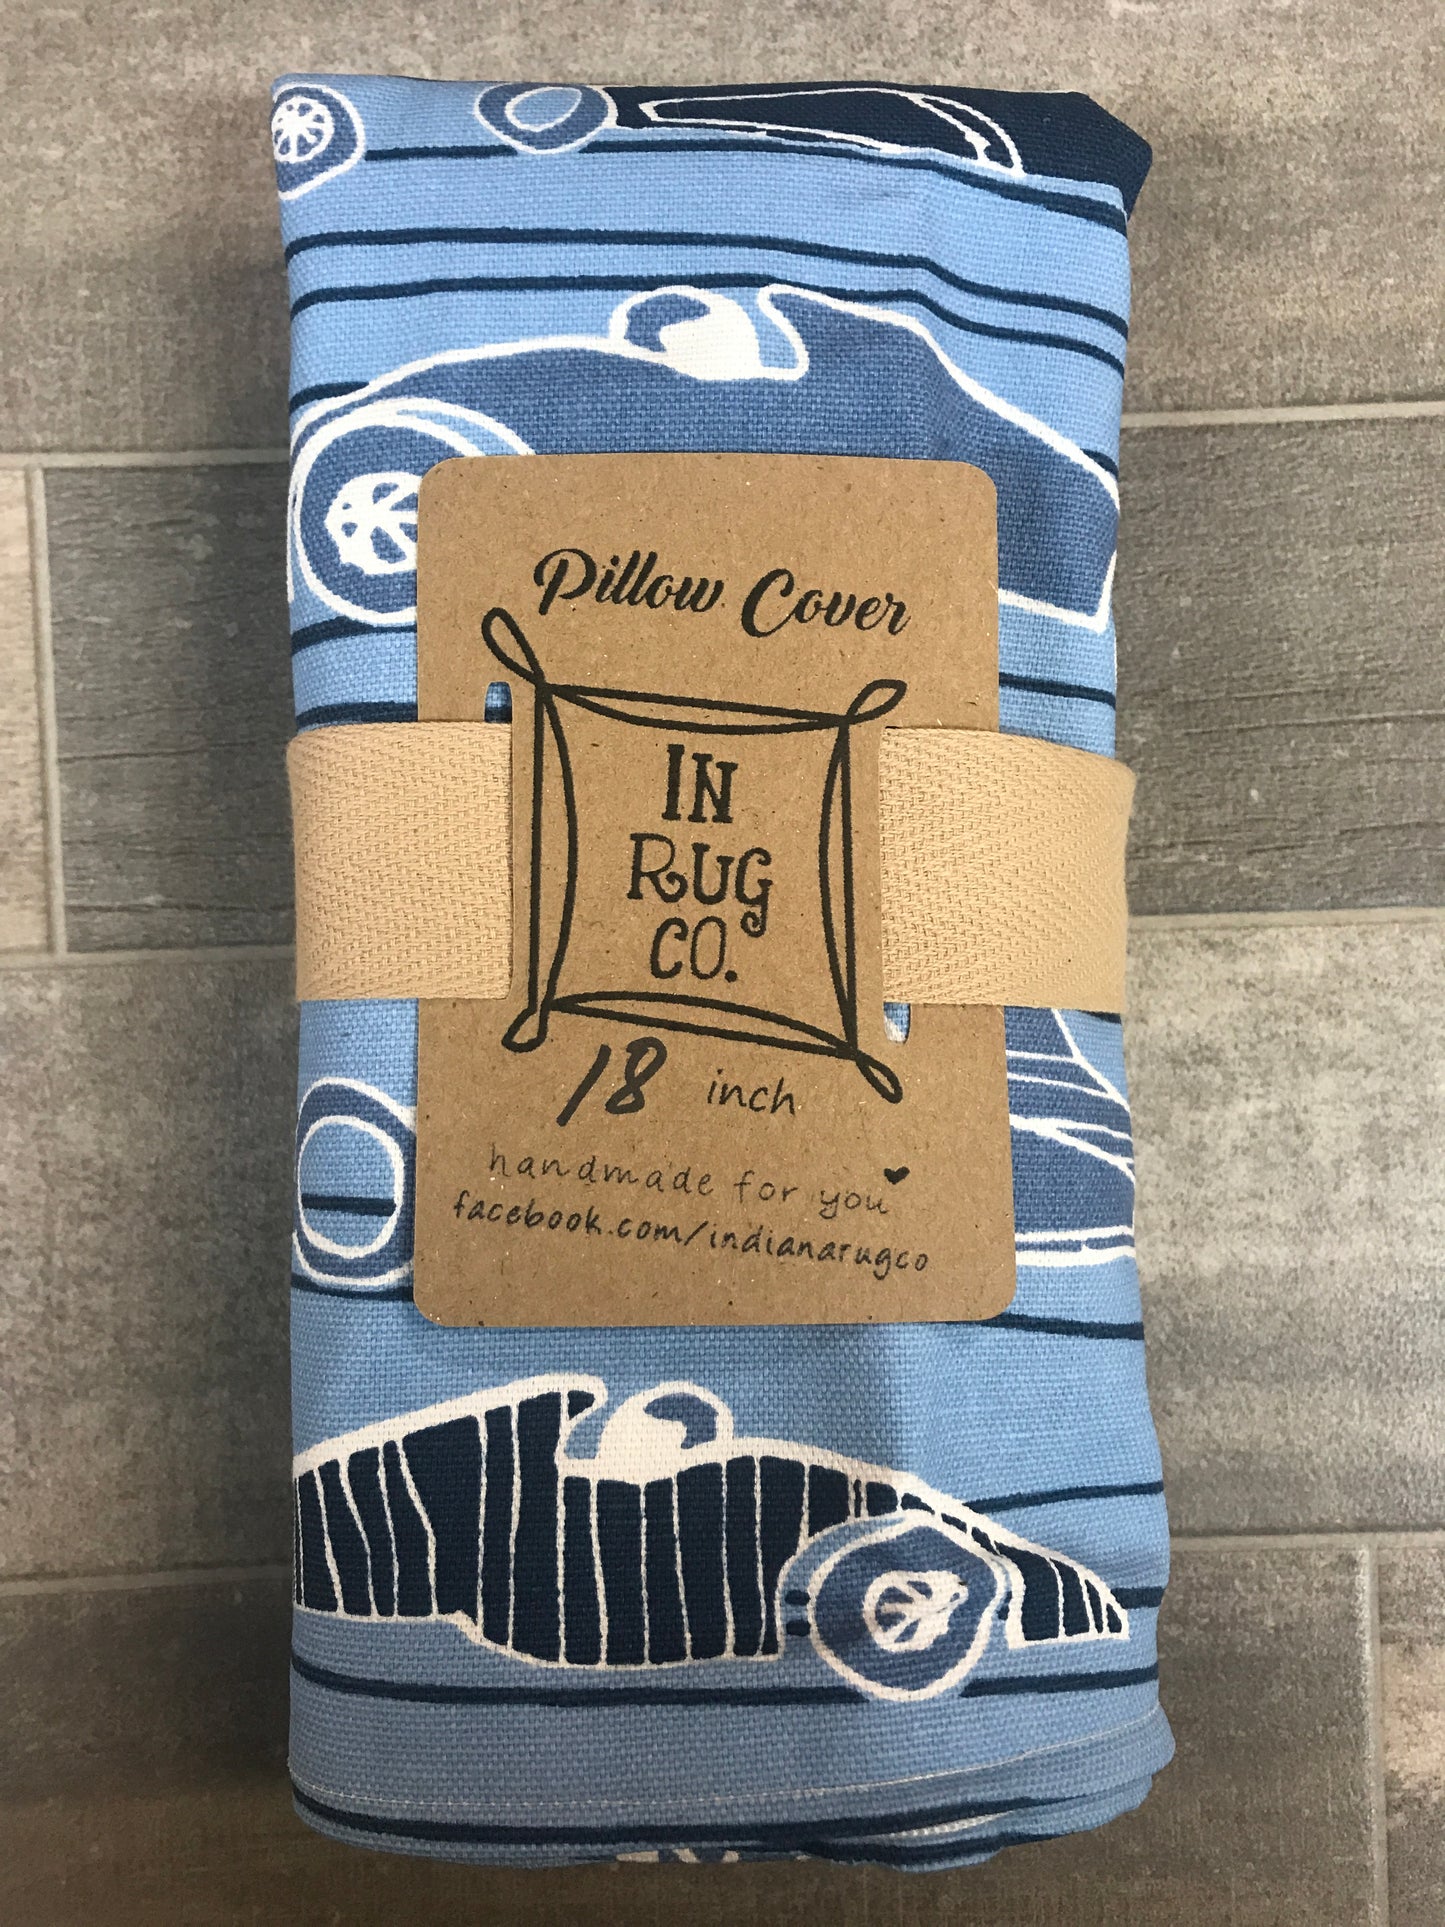 Pillow Cover
IN
RUG
CO.
18 inch
handmade for you
facebook.com/indianarugco